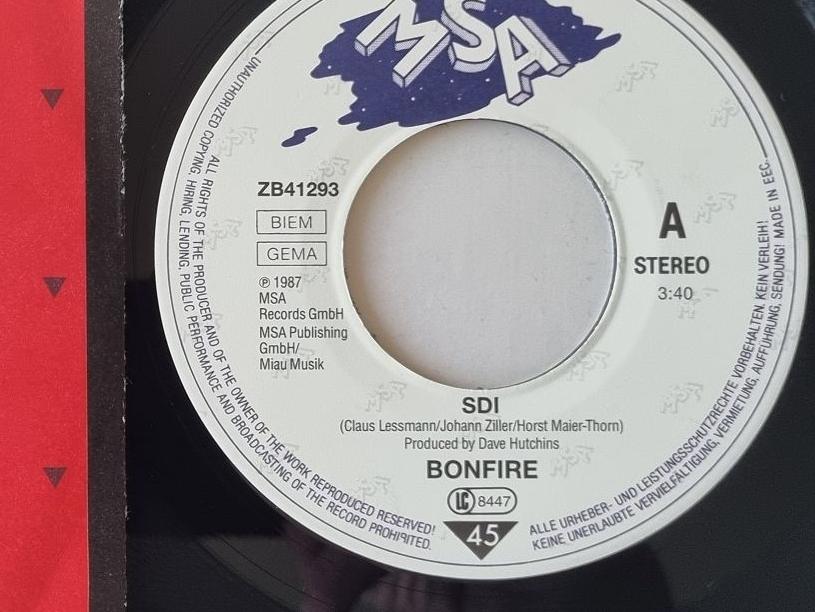 MSA
ZB41293
BIEM
GEMA
℗ 1987
MSA
Records GmbH
MSA Publishing
GmbH/
Miau Musik
A
STEREO
3:40
SDI
(Claus Lessmann/Johann Ziller/Horst Maier-Thorn)
Produced by Dave Hutchins
BONFIRE
LC 8447
45
ALL RIGHTS OF THE PRODUCER AND OF THE OWNER OF THE WORK REPRODUCED RESERVED!
UNAUTHORIZED COPYING, HIRING, LENDING, PUBLIC PERFORMANCE AND BROADCASTING OF THE RECORD PROHIBITED.
ALLE URHEBER- UND LEISTUNGSSCHUTZRECHTE VORBEHALTEN. KEIN VERLEIH!
KEINE UNERLAUBTE VERVIELFÄLTIGUNG, VERMIETUNG, AUFFÜHRUNG, SENDUNG! MADE IN EEC.